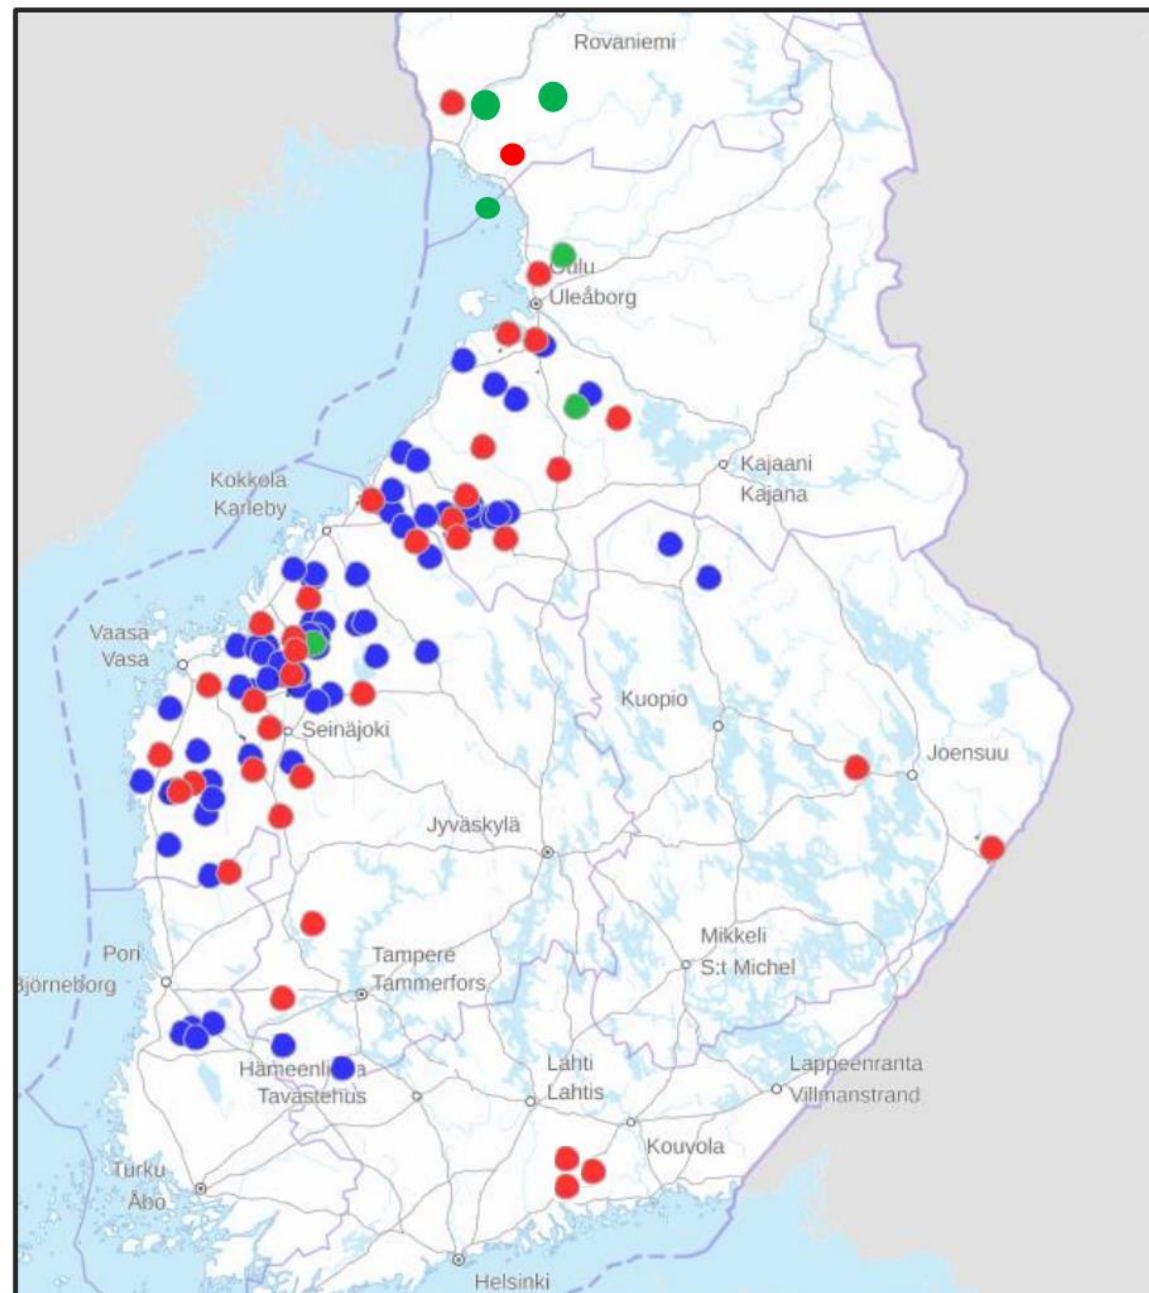 Rovaniemi
Oulu
Uleåborg
Kajaani
Kajana
Kokkola
Karleby
Vaasa
Vasa
Kuopio
Seinäjoki
Joensuu
Jyväskylä
Mikkeli
S:t Michel
Pori
Björneborg
Tampere
Tammerfors
Lahti
Lahtis
Lappeenranta
Villmanstrand
Tavastehus
Kouvola
Turku
Åbo
Helsinki